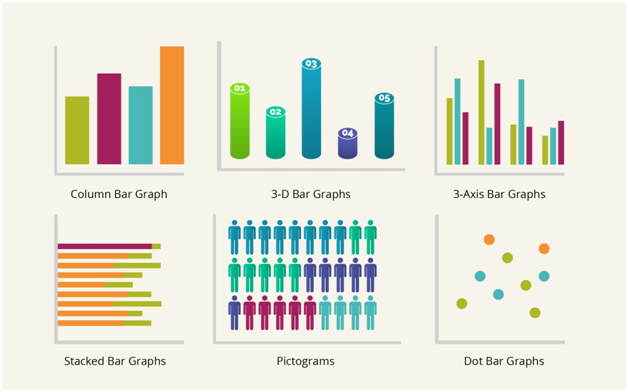 01
02
03
04
05
Column Bar Graph
3-D Bar Graphs
3-Axis Bar Graphs
Stacked Bar Graphs
Pictograms
Dot Bar Graphs